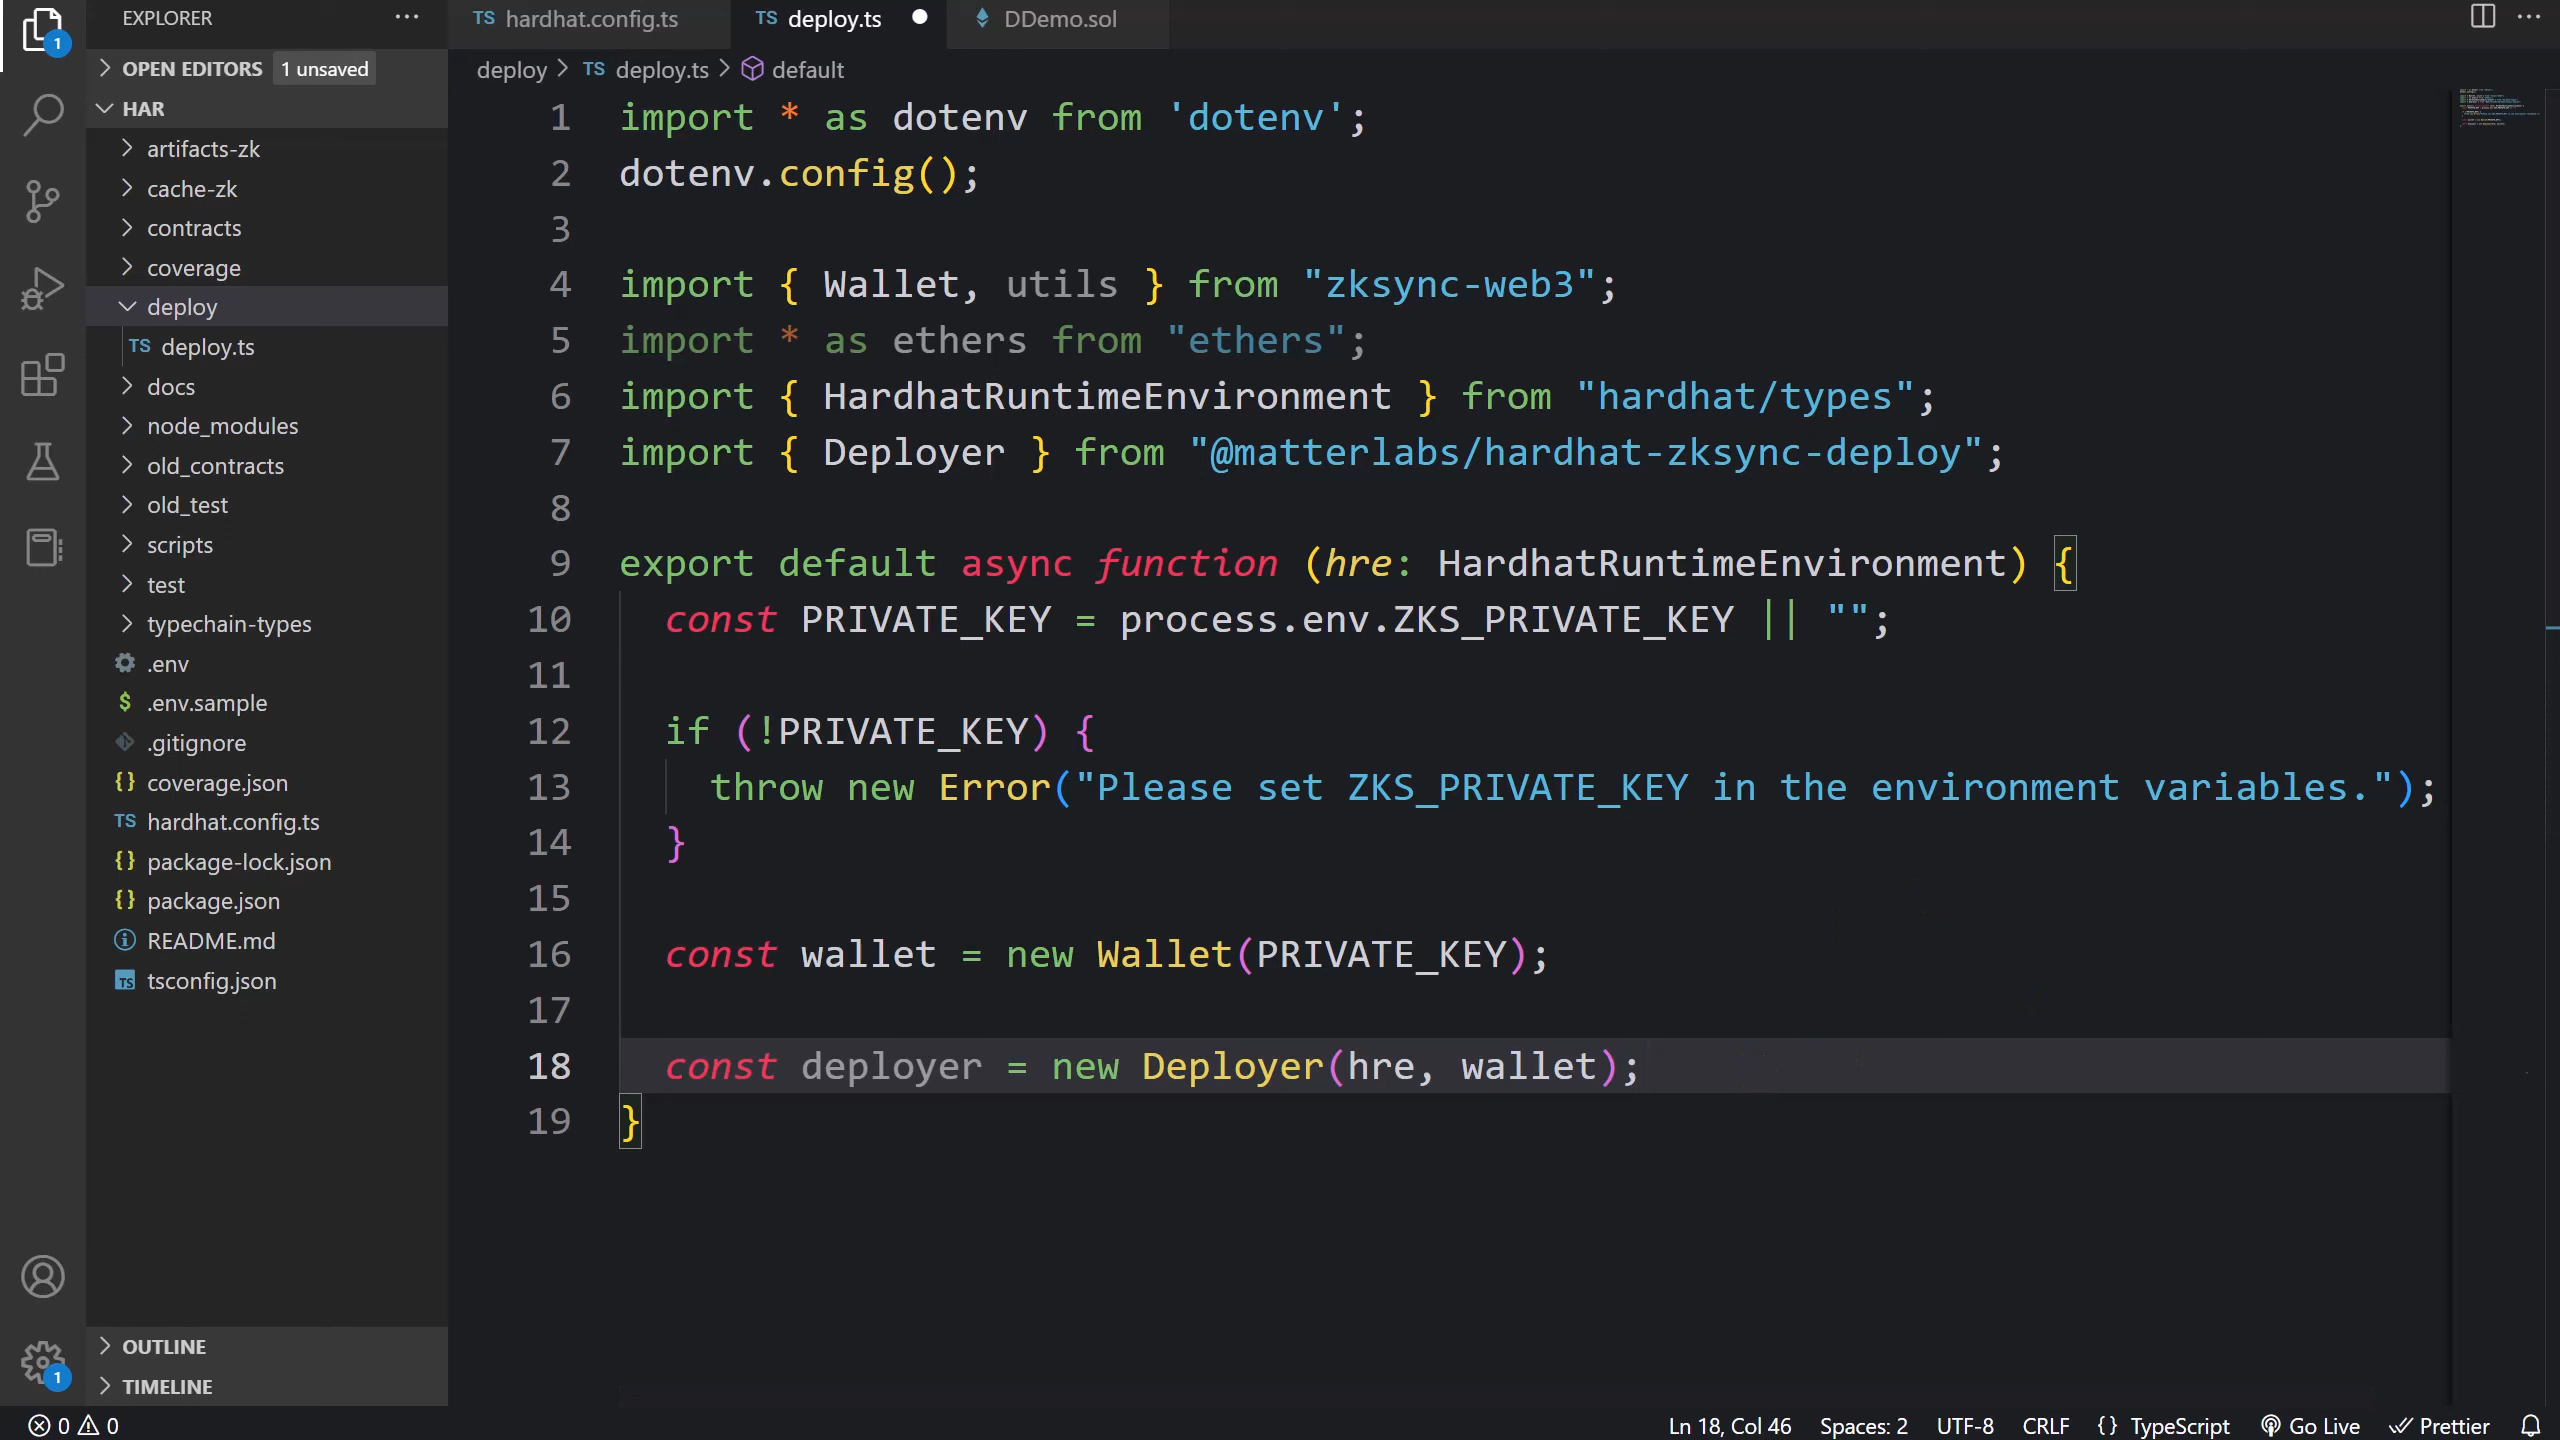 EXPLORER
OPEN EDITORS 1 unsaved
HAR
artifacts-zk
cache-zk
contracts
coverage
deploy
TS deploy.ts
docs
node_modules
old_contracts
old_test
scripts
test
typechain-types
.env
$ .env.sample
.gitignore
{} coverage.json
TS hardhat.config.ts
{} package-lock.json
{} package.json
README.md
TS tsconfig.json
OUTLINE
TIMELINE
1
1
TS hardhat.config.ts TS deploy.ts DDemo.sol
deploy > TS deploy.ts > default
1 import * as dotenv from 'dotenv';
2 dotenv.config();
3
4 import { Wallet, utils } from "zksync-web3";
5 import * as ethers from "ethers";
6 import { HardhatRuntimeEnvironment } from "hardhat/types";
7 import { Deployer } from "@matterlabs/hardhat-zksync-deploy";
8
9 export default async function (hre: HardhatRuntimeEnvironment) {
10 const PRIVATE_KEY = process.env.ZKS_PRIVATE_KEY || "";
11
12 if (!PRIVATE_KEY) {
13 throw new Error("Please set ZKS_PRIVATE_KEY in the environment variables.");
14 }
15
16 const wallet = new Wallet(PRIVATE_KEY);
17
18 const deployer = new Deployer(hre, wallet);
19 }
0 0 Ln 18, Col 46 Spaces: 2 UTF-8 CRLF {} TypeScript Go Live Prettier